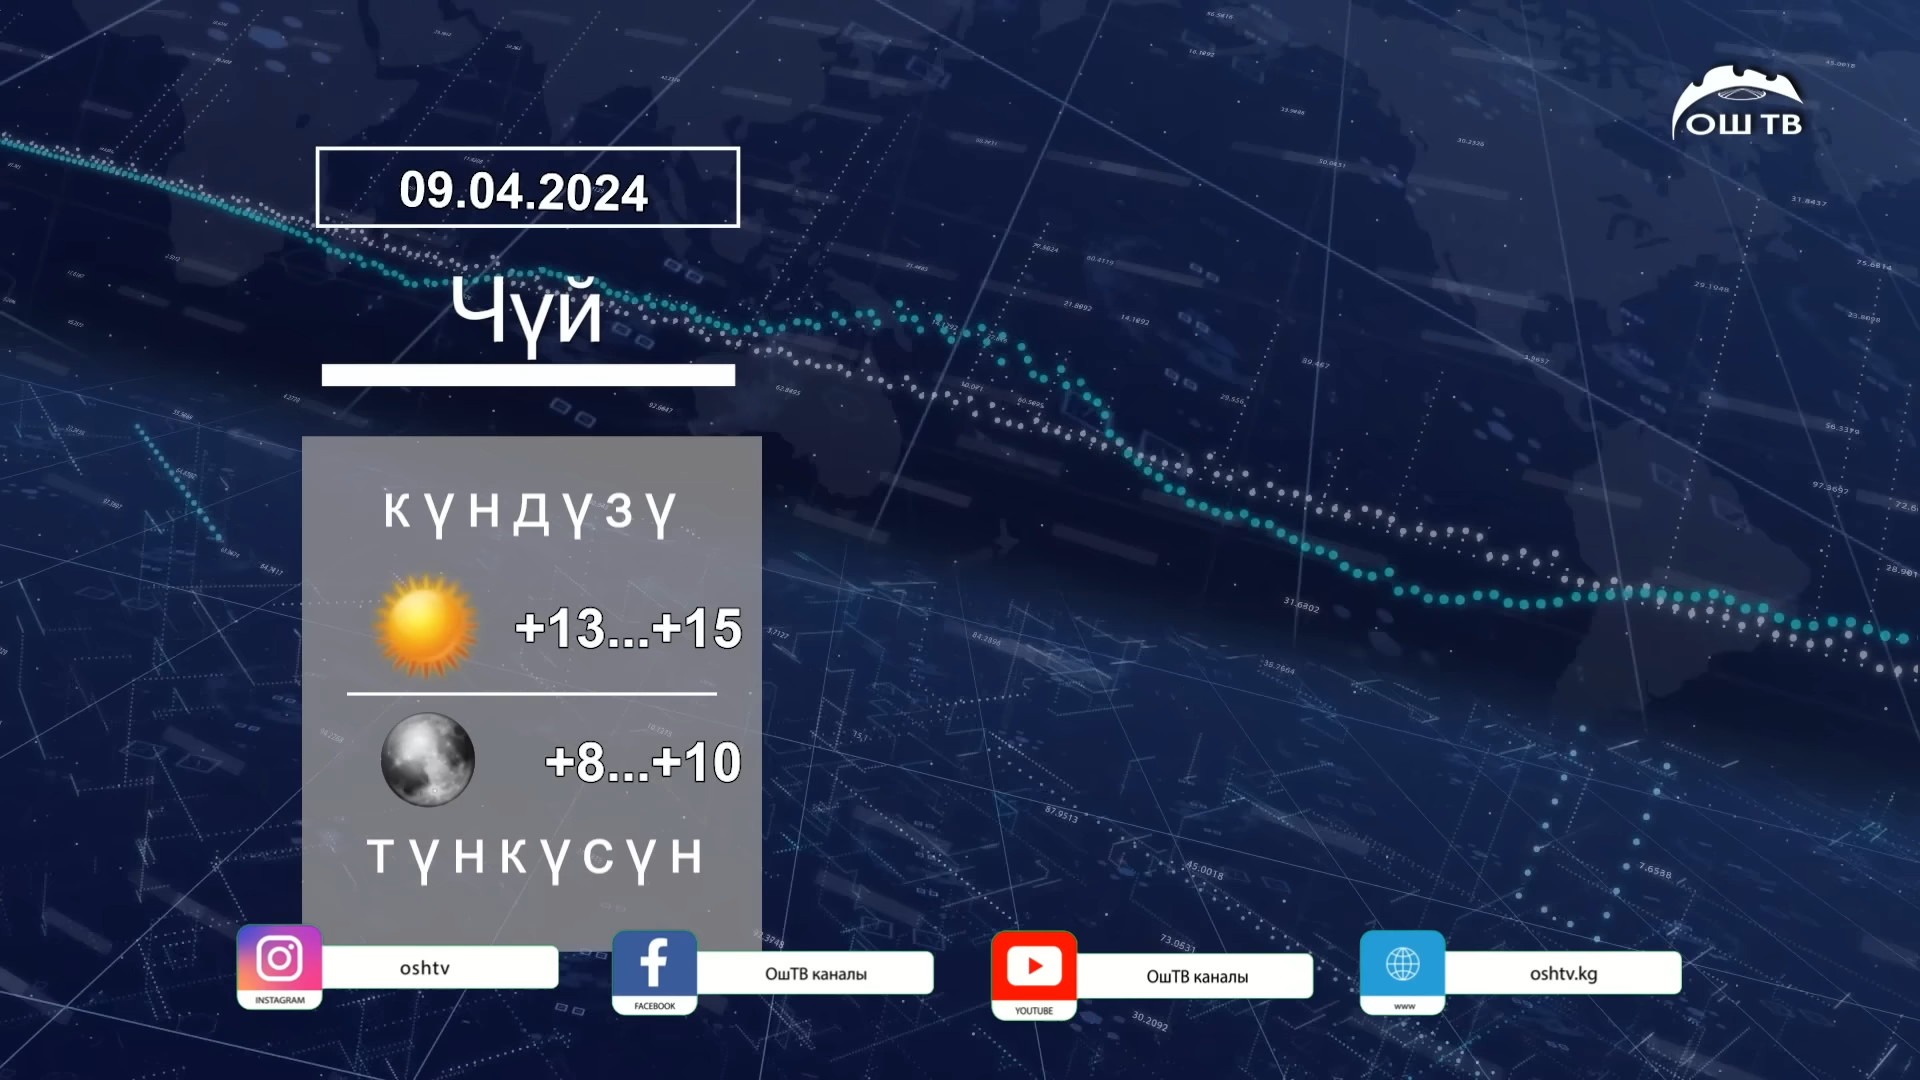 ОШ ТВ
09.04.2024
Чүй
КҮНДҮЗҮ
+13...+15
+8...+10
ТҮНКҮСҮН
oshtv
INSTAGRAM
ОшТВ каналы
FACEBOOK
ОшТВ каналы
YOUTUBE
oshtv.kg
www